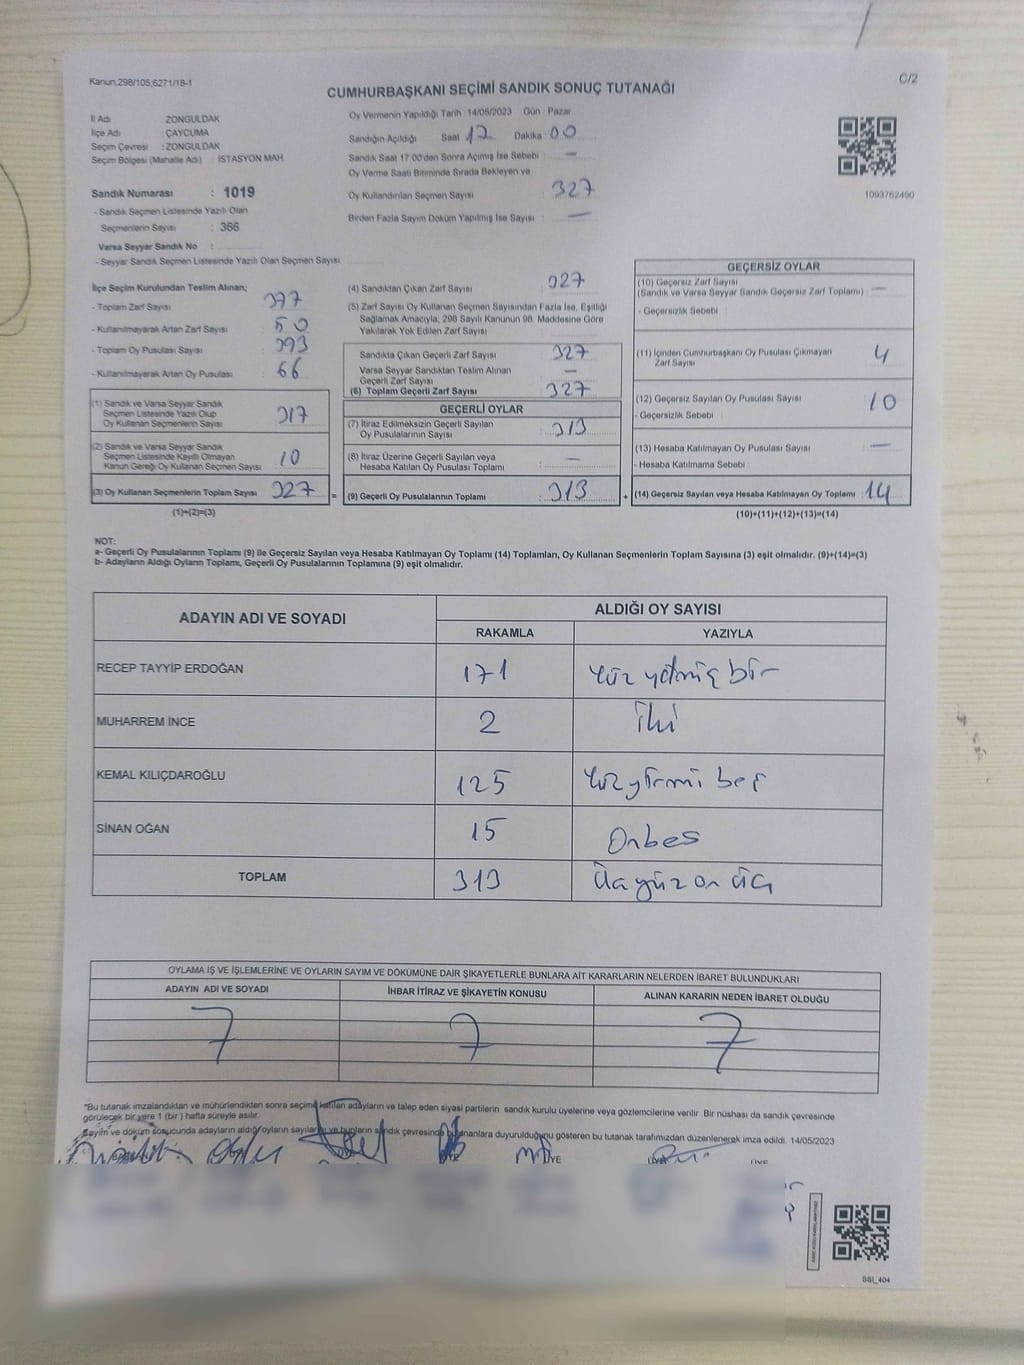 Kanun:298/105,6271/18-1
C/2
CUMHURBAŞKANI SEÇİMİ SANDIK SONUÇ TUTANAĞI
İl Adı : ZONGULDAK
İlçe Adı : ÇAYCUMA
Seçim Çevresi : ZONGULDAK
Seçim Bölgesi (Mahalle Adı) : İSTASYON MAH.
Sandık Numarası : 1019
- Sandık Seçmen Listesinde Yazılı Olan
Seçmenlerin Sayısı : 366
Varsa Seyyar Sandık No :
- Seyyar Sandık Seçmen Listesinde Yazılı Olan Seçmen Sayısı
Oy Vermenin Yapıldığı Tarih 14/05/2023 Gün Pazar
Sandığın Açıldığı Saat 17 Dakika 00
Sandık Saat 17:00'den Sonra Açımış İse Sebebi : —
Oy Verme Saati Bitiminde Sırada Bekleyen ve
Oy Kullandırılan Seçmen Sayısı 327
Birden Fazla Sayım Döküm Yapılmış İse Sayısı : —
1093762490
İlçe Seçim Kurulundan Teslim Alınan;
- Toplam Zarf Sayısı : 377
- Kullanılmayarak Artan Zarf Sayısı : 50
- Toplam Oy Pusulası Sayısı : 393
- Kullanılmayarak Artan Oy Pusulası : 66
(1) Sandık ve Varsa Seyyar Sandık
Seçmen Listesinde Yazılı Olup
Oy Kullanan Seçmenlerin Sayısı 317
(2) Sandık ve Varsa Seyyar Sandık
Seçmen Listesinde Kayıtlı Olmayan
Kanun Gereği Oy Kullanan Seçmen Sayısı 10
(3) Oy Kullanan Seçmenlerin Toplam Sayısı 327 =
(1)+(2)=(3)
(4) Sandıktan Çıkan Zarf Sayısı : 327
(5) Zarf Sayısı Oy Kullanan Seçmen Sayısından Fazla İse, Eşitliği
Sağlamak Amacıyla, 298 Sayılı Kanunun 98. Maddesine Göre
Yakılarak Yok Edilen Zarf Sayısı :
Sandıkta Çıkan Geçerli Zarf Sayısı : 327
Varsa Seyyar Sandıktan Teslim Alınan
Geçerli Zarf Sayısı : —
(6) Toplam Geçerli Zarf Sayısı : 327
GEÇERLİ OYLAR
(7) İtiraz Edilmeksizin Geçerli Sayılan
Oy Pusulalarının Sayısı : 313
(8) İtiraz Üzerine Geçerli Sayılan veya
Hesaba Katılan Oy Pusulası Toplamı : —
(9) Geçerli Oy Pusulalarının Toplamı : 313 +
GEÇERSİZ OYLAR
(10) Geçersiz Zarf Sayısı
(Sandık ve Varsa Seyyar Sandık Geçersiz Zarf Toplamı) : —
- Geçersizlik Sebebi :
(11) İçinden Cumhurbaşkanı Oy Pusulası Çıkmayan
Zarf Sayısı : 4
(12) Geçersiz Sayılan Oy Pusulası Sayısı : 10
- Geçersizlik Sebebi :
(13) Hesaba Katılmayan Oy Pusulası Sayısı : —
- Hesaba Katılmama Sebebi :
(14) Geçersiz Sayılan veya Hesaba Katılmayan Oy Toplamı : 14
(10)+(11)+(12)+(13)=(14)
NOT:
a- Geçerli Oy Pusulalarının Toplamı (9) ile Geçersiz Sayılan veya Hesaba Katılmayan Oy Toplamı (14) Toplamları, Oy Kullanan Seçmenlerin Toplam Sayısına (3) eşit olmalıdır. (9)+(14)=(3)
b- Adayların Aldığı Oyların Toplamı, Geçerli Oy Pusulalarının Toplamına (9) eşit olmalıdır.
ADAYIN ADI VE SOYADI ALDIĞI OY SAYISI
RAKAMLA YAZIYLA
RECEP TAYYİP ERDOĞAN 171 Yüz yetmiş bir
MUHARREM İNCE 2 İki
KEMAL KILIÇDAROĞLU 125 Yüz yirmi beş
SİNAN OĞAN 15 Onbeş
TOPLAM 313 Üç yüz on üç
OYLAMA İŞ VE İŞLEMLERİNE VE OYLARIN SAYIM VE DÖKÜMÜNE DAİR ŞİKAYETLERLE BUNLARA AİT KARARLARIN NELERDEN İBARET BULUNDUKLARI
ADAYIN ADI VE SOYADI İHBAR İTİRAZ VE ŞİKAYETİN KONUSU ALINAN KARARIN NEDEN İBARET OLDUĞU
*Bu tutanak imzalandıktan ve mühürlendikten sonra seçime katılan adayların ve talep eden siyasi partilerin sandık kurulu üyelerine veya gözlemcilerine verilir. Bir nüshası da sandık çevresinde
görülecek bir yere 1 (bir) hafta süreyle asılır.
Sayım ve döküm sonucunda adayların aldığı oyların sayıları ve bunların sandık çevresinde bulunanlara duyurulduğunu gösteren bu tutanak tarafımızdan düzenlenerek imza edildi. 14/05/2023
ÜYE ÜYE ÜYE
BSI_404